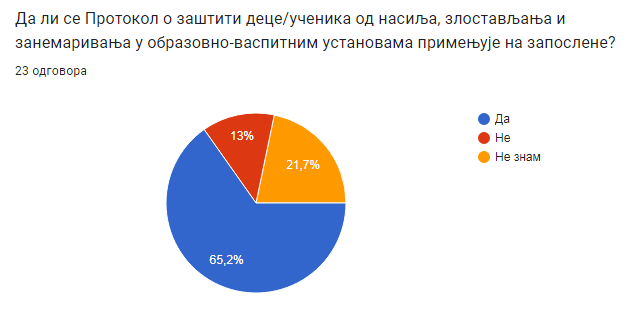 Да ли се Протокол о заштити деце/ученика од насиља, злостављања и
занемаривања у образовно-васпитним установама примењује на запослене?
23 одговора
Да
Не
Не знам
13%
21,7%
65,2%